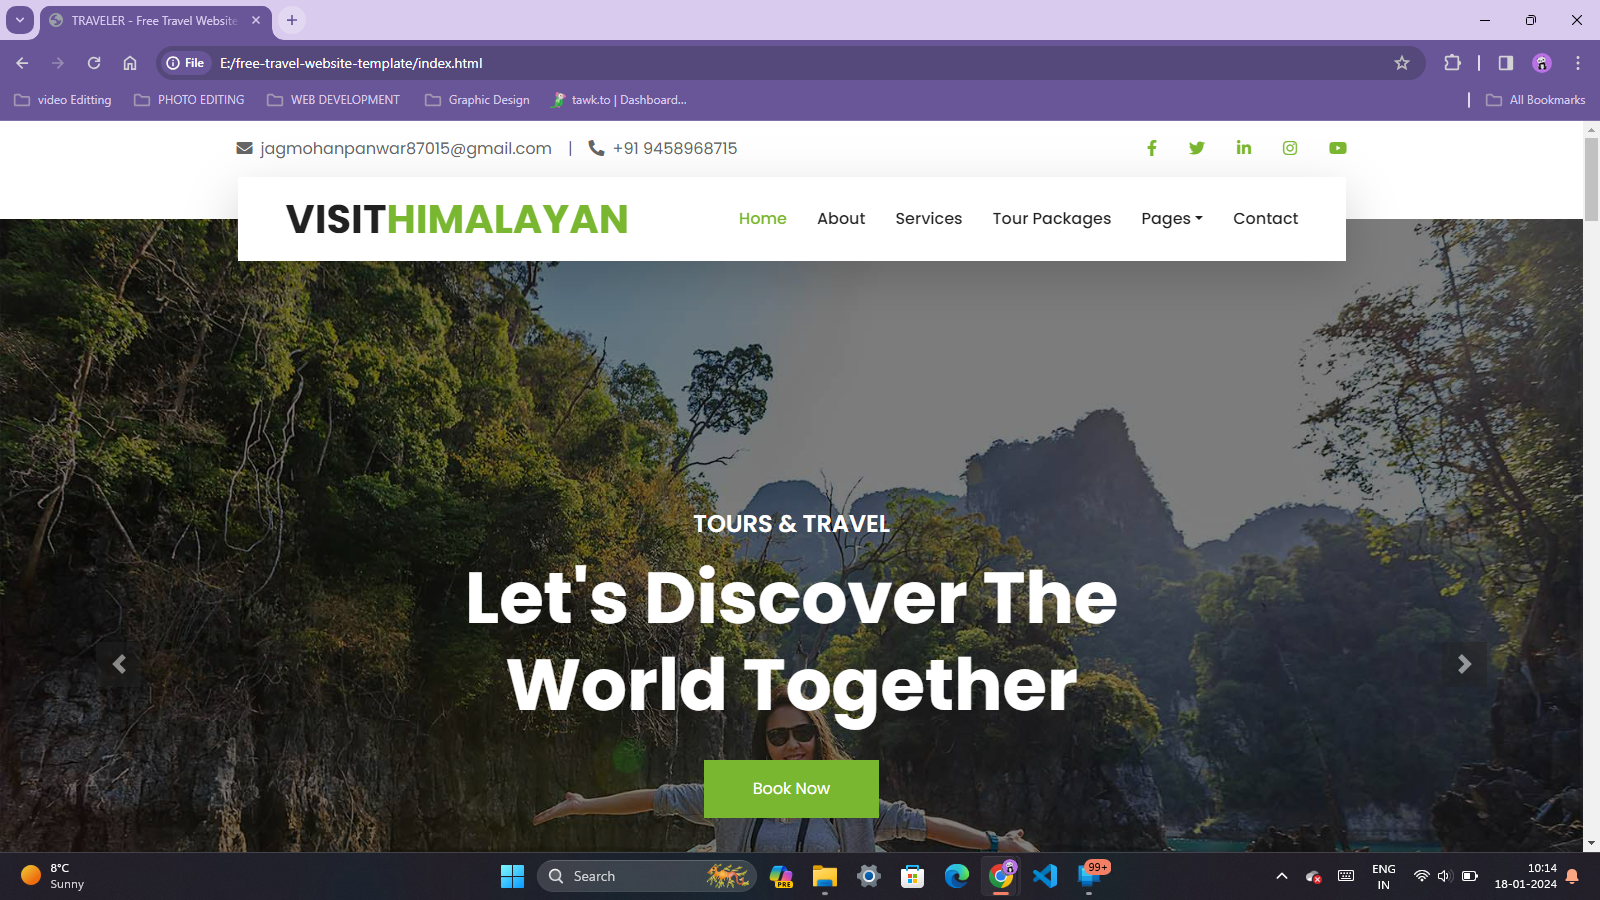 TRAVELER - Free Travel Website
File E:/free-travel-website-template/index.html
video Editting PHOTO EDITING WEB DEVELOPMENT Graphic Design tawk.to | Dashboard... All Bookmarks
jagmohanpanwar87015@gmail.com | +91 9458968715
VISITHIMALAYAN Home About Services Tour Packages Pages Contact
TOURS & TRAVEL
Let's Discover The
World Together
Book Now
8°C
Sunny
Search
PRE
99+
ENG
IN
10:14
18-01-2024